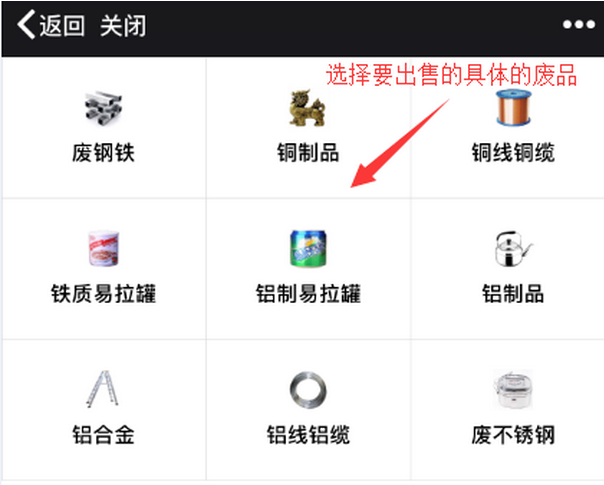 返回 关闭
选择要出售的具体的废品
废钢铁
铜制品
铜线铜缆
铁质易拉罐
铝制易拉罐
铝制品
铝合金
铝线铝缆
废不锈钢